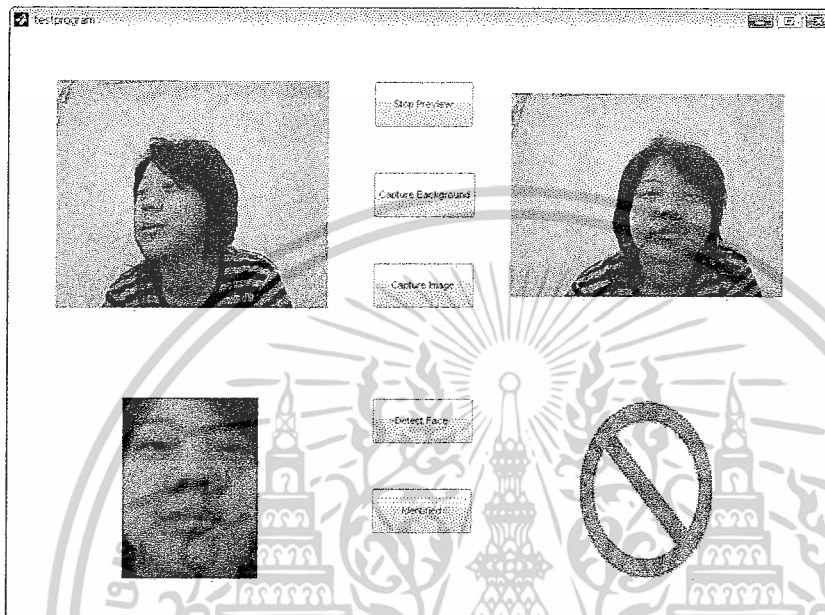 testprogram
Stop Preview
Capture Background
Capture Image
Detect Face
Identified